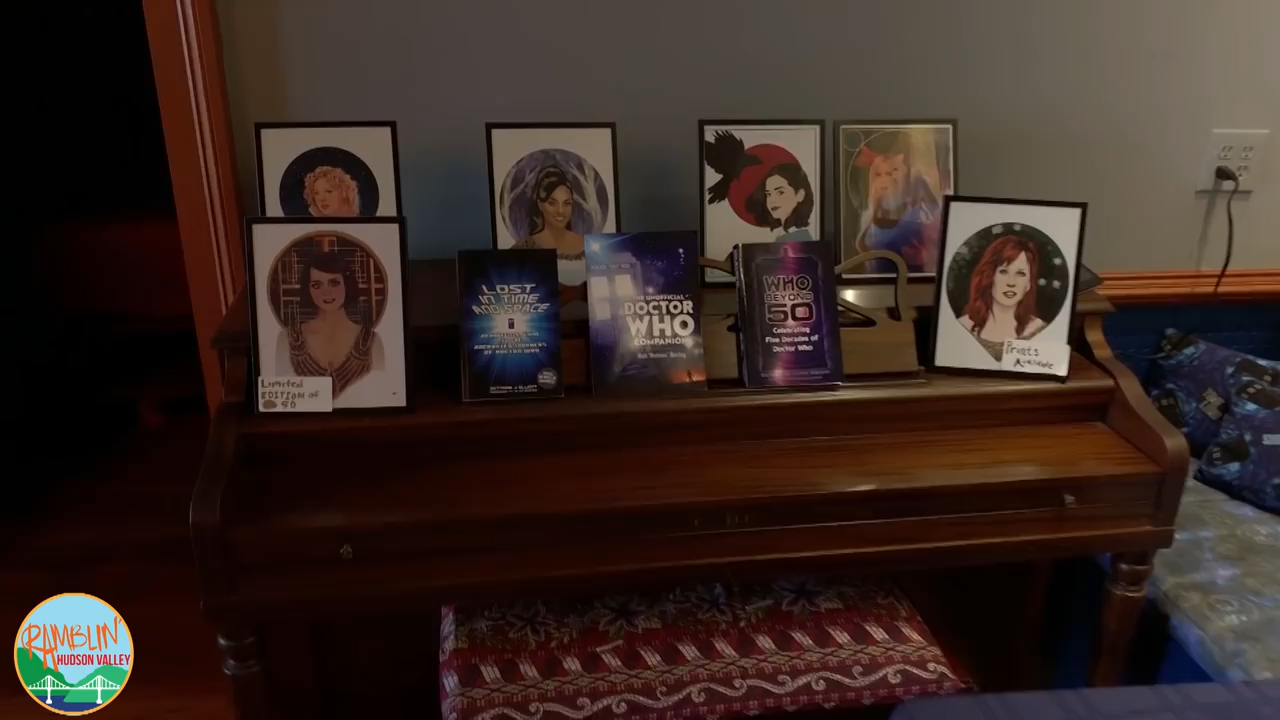 LOST
IN TIME
AND SPACE
THE UNOFFICIAL
DOCTOR
WHO
COMPANION
WHO
BEYOND
50
Celebrating
Five Decades of
Doctor Who
Limited
EDITION of
50
Prints
Available
RAMBLIN'
HUDSON VALLEY